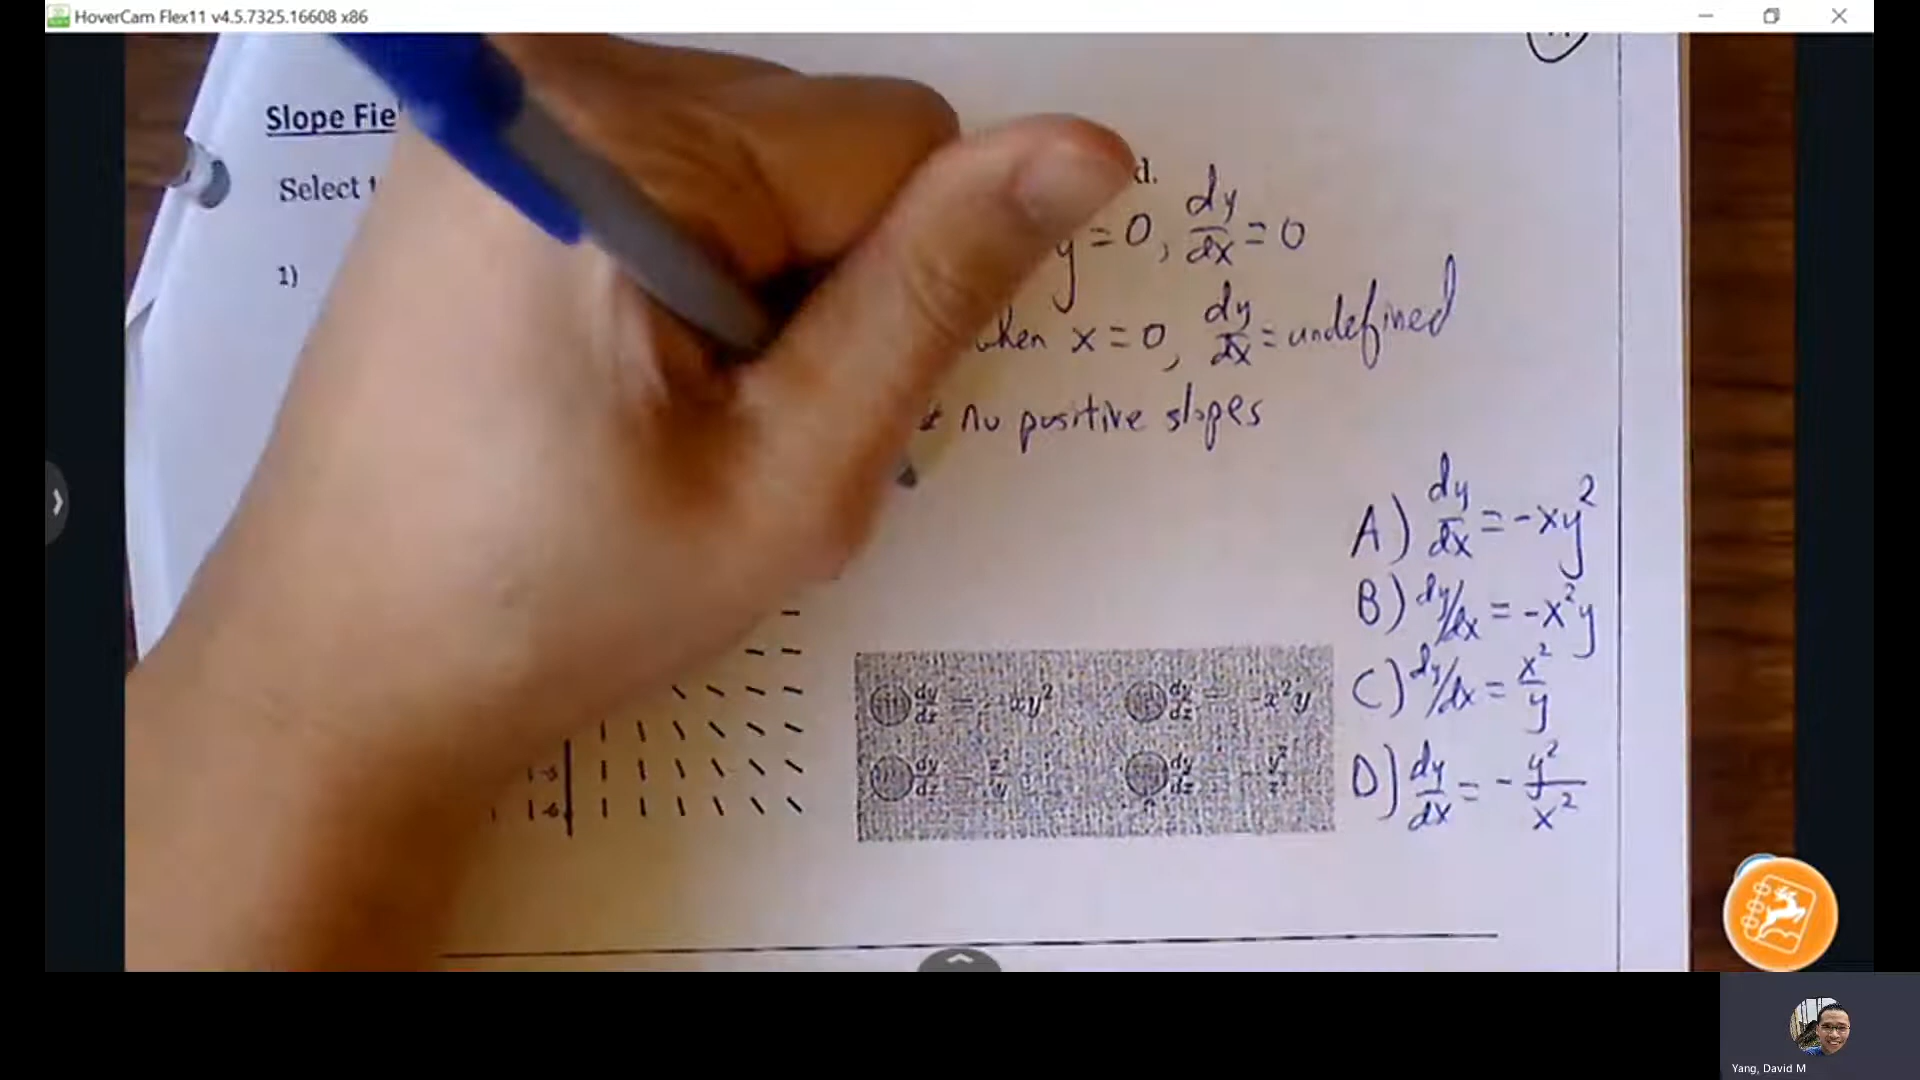 HoverCam Flex11 v4.5.7325.16608 x86
Slope Fie
Select
d.
1)
y = 0, dy/dx = 0
when x = 0, dy/dx = undefined
* no positive slopes
A) dy/dx = -xy²
B) dy/dx = -x²y
C) dy/dx = x²/y
D) dy/dx = - y²/x²
-5
-6
Yang, David M